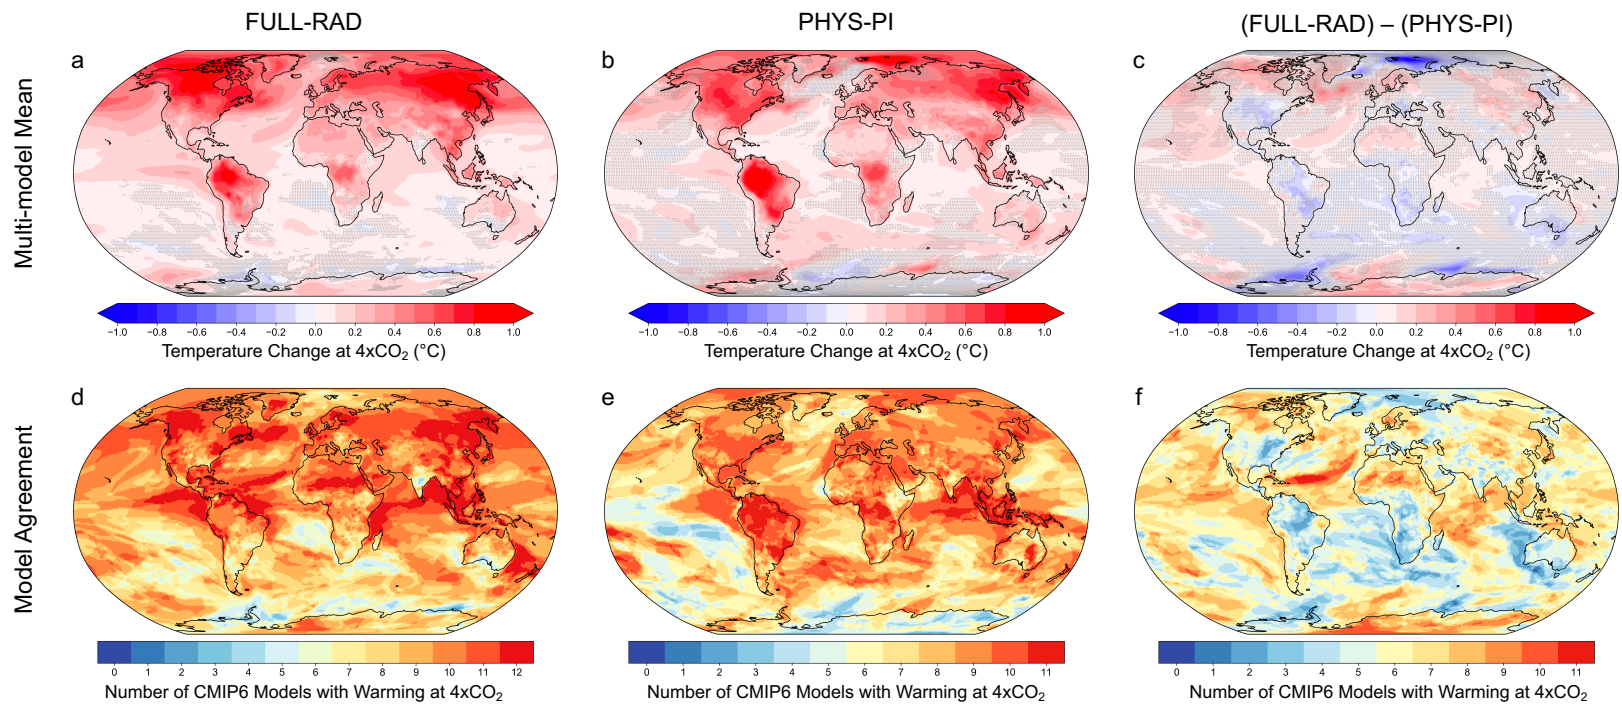 FULL-RAD
PHYS-PI
(FULL-RAD) – (PHYS-PI)
Multi-model Mean
a
b
c
−1.0 −0.8 −0.6 −0.4 −0.2 0.0 0.2 0.4 0.6 0.8 1.0
Temperature Change at 4xCO₂ (°C)
−1.0 −0.8 −0.6 −0.4 −0.2 0.0 0.2 0.4 0.6 0.8 1.0
Temperature Change at 4xCO₂ (°C)
−1.0 −0.8 −0.6 −0.4 −0.2 0.0 0.2 0.4 0.6 0.8 1.0
Temperature Change at 4xCO₂ (°C)
Model Agreement
d
e
f
0 1 2 3 4 5 6 7 8 9 10 11 12
Number of CMIP6 Models with Warming at 4xCO₂
0 1 2 3 4 5 6 7 8 9 10 11
Number of CMIP6 Models with Warming at 4xCO₂
0 1 2 3 4 5 6 7 8 9 10 11
Number of CMIP6 Models with Warming at 4xCO₂